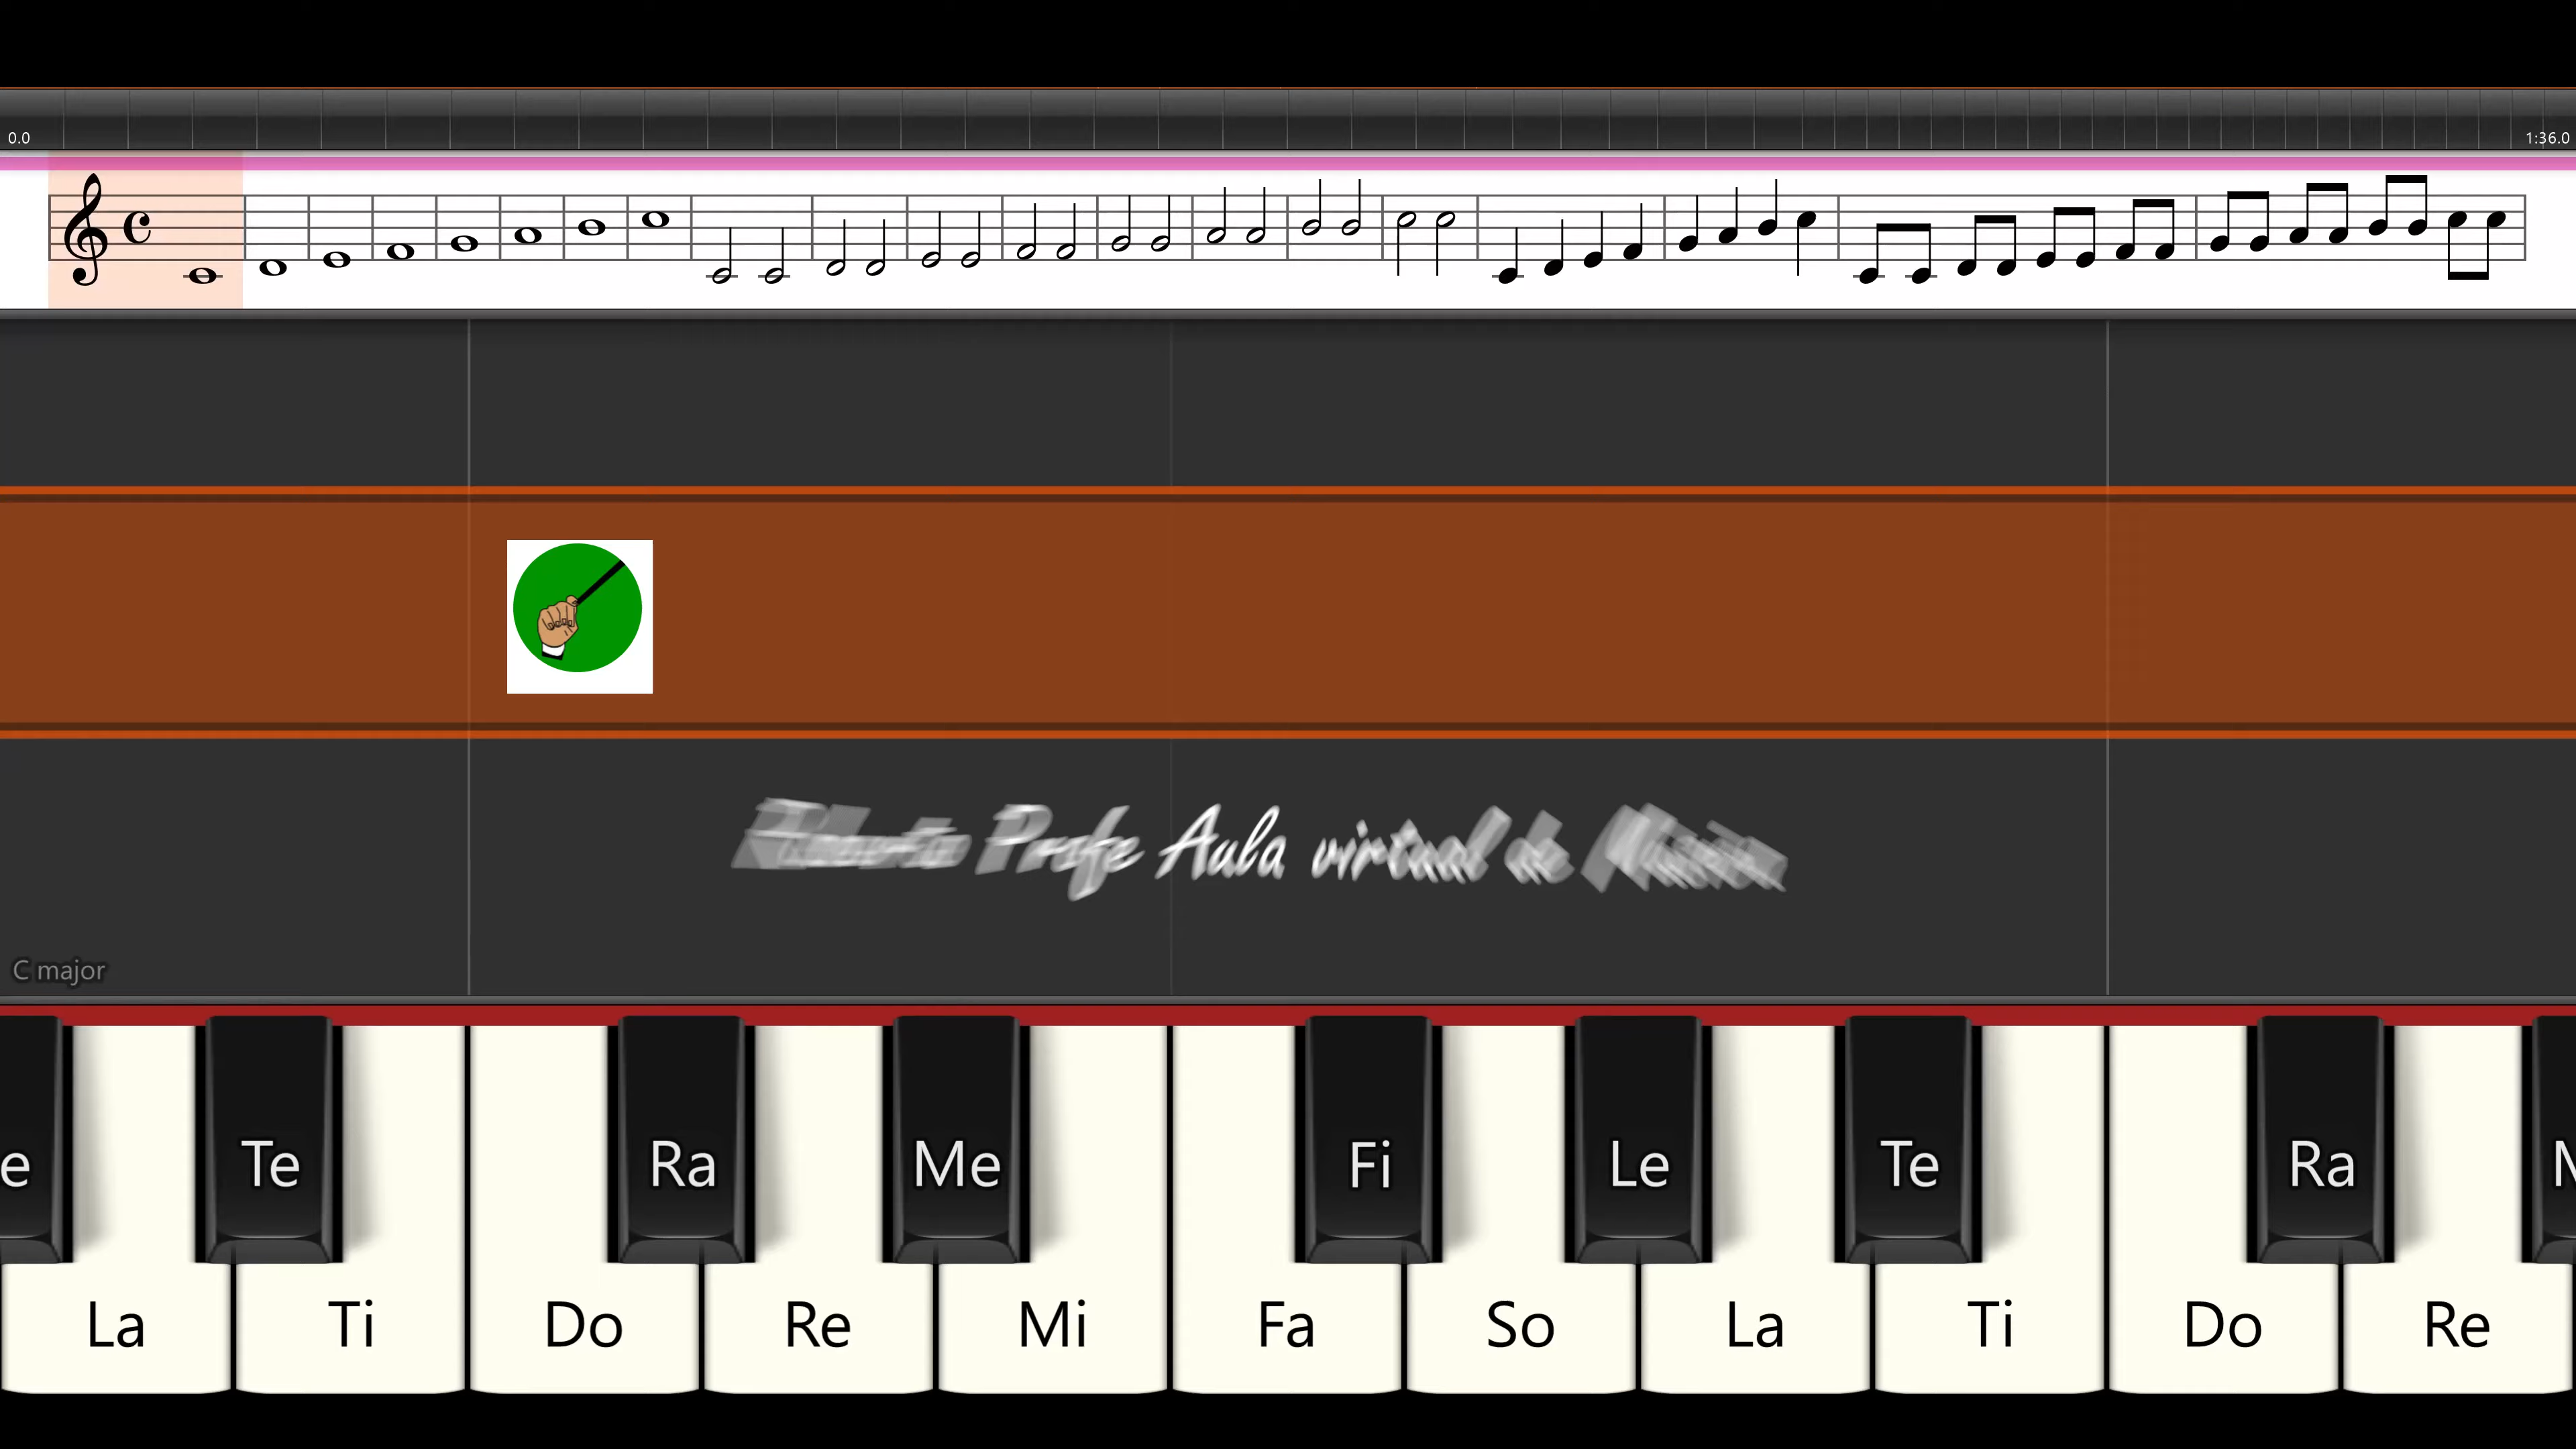 0.0
1:36.0
Profe Aula virtual de
C major
Te Ra Me Fi Le Te Ra
La Ti Do Re Mi Fa So La Ti Do Re